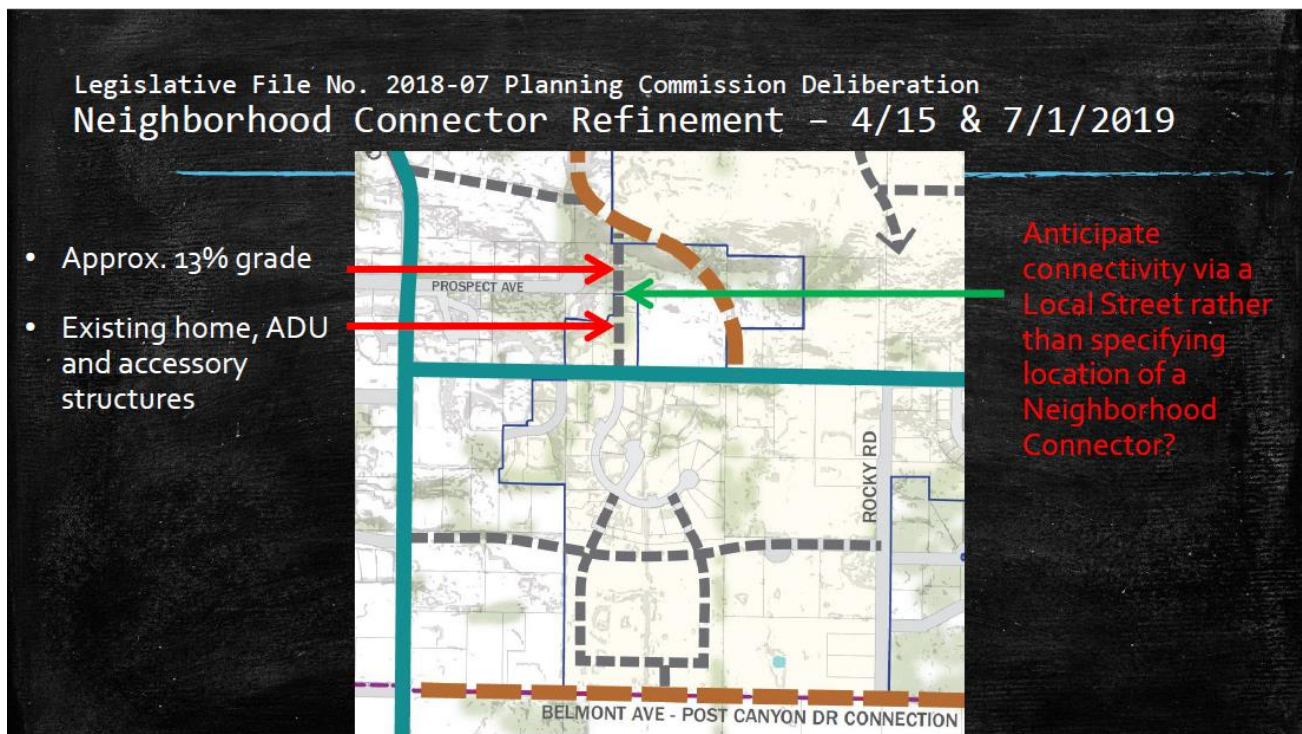 Legislative File No. 2018-07 Planning Commission Deliberation
Neighborhood Connector Refinement – 4/15 & 7/1/2019
• Approx. 13% grade
• Existing home, ADU
and accessory
structures
PROSPECT AVE
ROCKY RD
BELMONT AVE - POST CANYON DR CONNECTION
Anticipate
connectivity via a
Local Street rather
than specifying
location of a
Neighborhood
Connector?